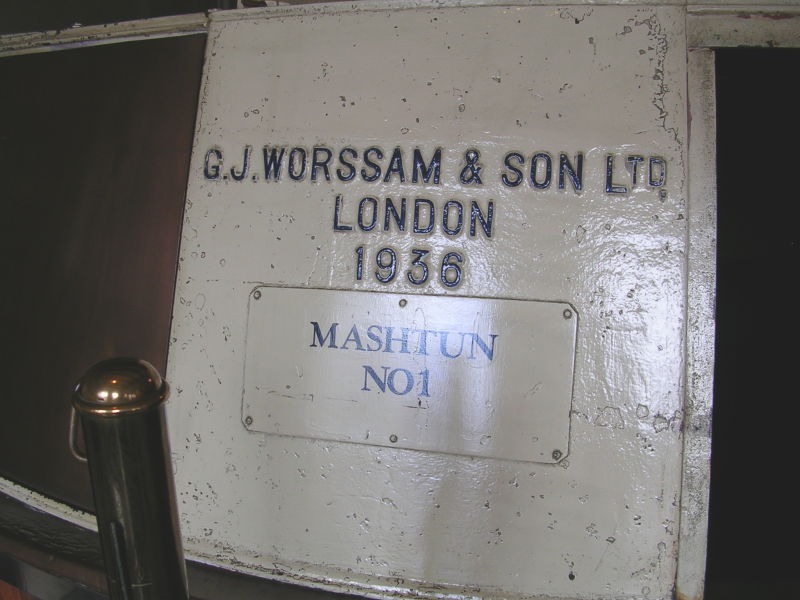 G.J.WORSSAM & SON LTD
LONDON
1936
MASHTUN
NO1